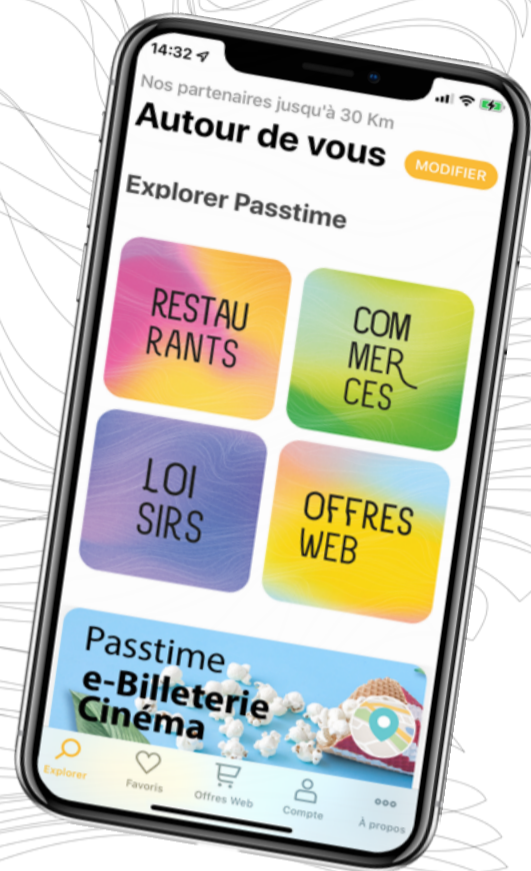 14:32
Nos partenaires jusqu'à 30 Km
Autour de vous
MODIFIER
Explorer Passtime
RESTAU
RANTS
COM
MER
CES
LOI
SIRS
OFFRES
WEB
Passtime
e-Billeterie
Cinéma
Explorer
Favoris
Offres Web
Compte
À propos